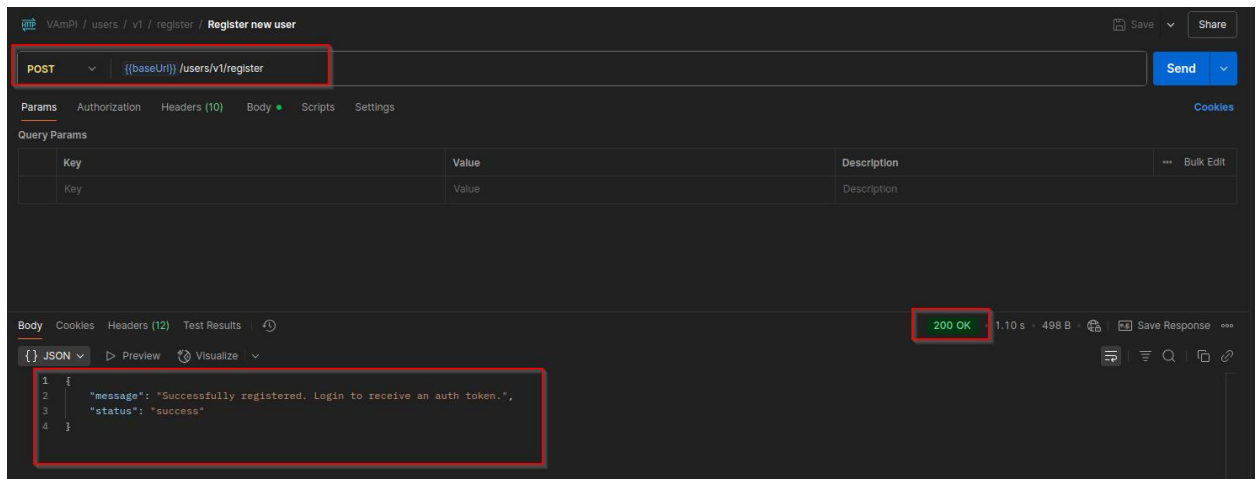 HTTP VAmPI / users / v1 / register / Register new user Save Share
POST {{baseUrl}} /users/v1/register Send
Params Authorization Headers (10) Body Scripts Settings Cookies
Query Params
Key Value Description ••• Bulk Edit
Key Value Description
Body Cookies Headers (12) Test Results 200 OK • 1.10 s • 498 B • Save Response •••
{} JSON Preview Visualize
1 {
2 "message": "Successfully registered. Login to receive an auth token.",
3 "status": "success"
4 }